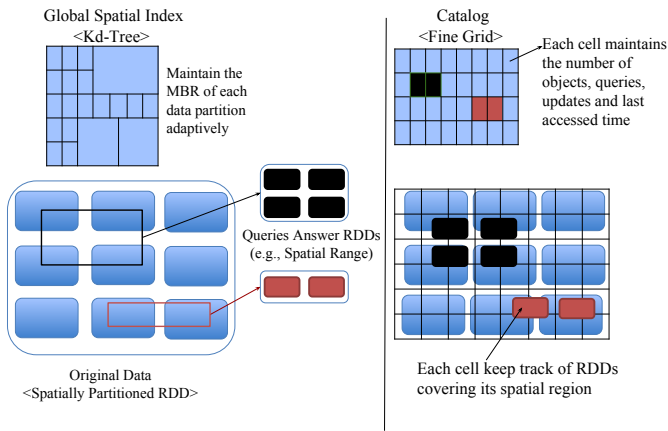 Global Spatial Index
<Kd-Tree>
Maintain the
MBR of each
data partition
adaptively
Queries Answer RDDs
(e.g., Spatial Range)
Original Data
<Spatially Partitioned RDD>
Catalog
<Fine Grid>
Each cell maintains
the number of
objects, queries,
updates and last
accessed time
Each cell keep track of RDDs
covering its spatial region